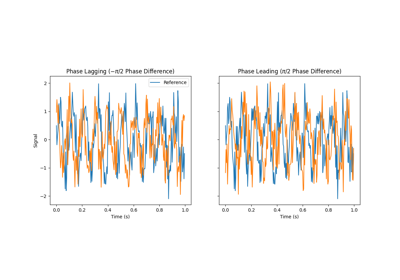 Phase Lagging (−π/2 Phase Difference)
Reference
Signal
2
1
0
−1
−2
0.0 0.2 0.4 0.6 0.8 1.0
Time (s)
Phase Leading (π/2 Phase Difference)
0.0 0.2 0.4 0.6 0.8 1.0
Time (s)